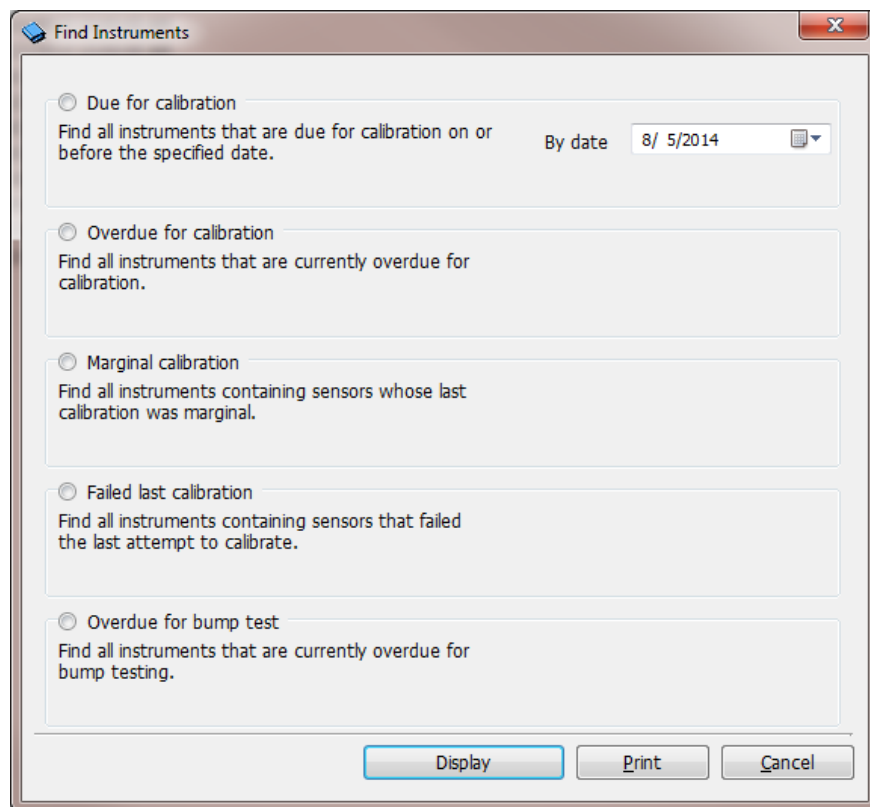 Find Instruments
Due for calibration
Find all instruments that are due for calibration on or
before the specified date.
By date 8/ 5/2014
Overdue for calibration
Find all instruments that are currently overdue for
calibration.
Marginal calibration
Find all instruments containing sensors whose last
calibration was marginal.
Failed last calibration
Find all instruments containing sensors that failed
the last attempt to calibrate.
Overdue for bump test
Find all instruments that are currently overdue for
bump testing.
Display Print Cancel